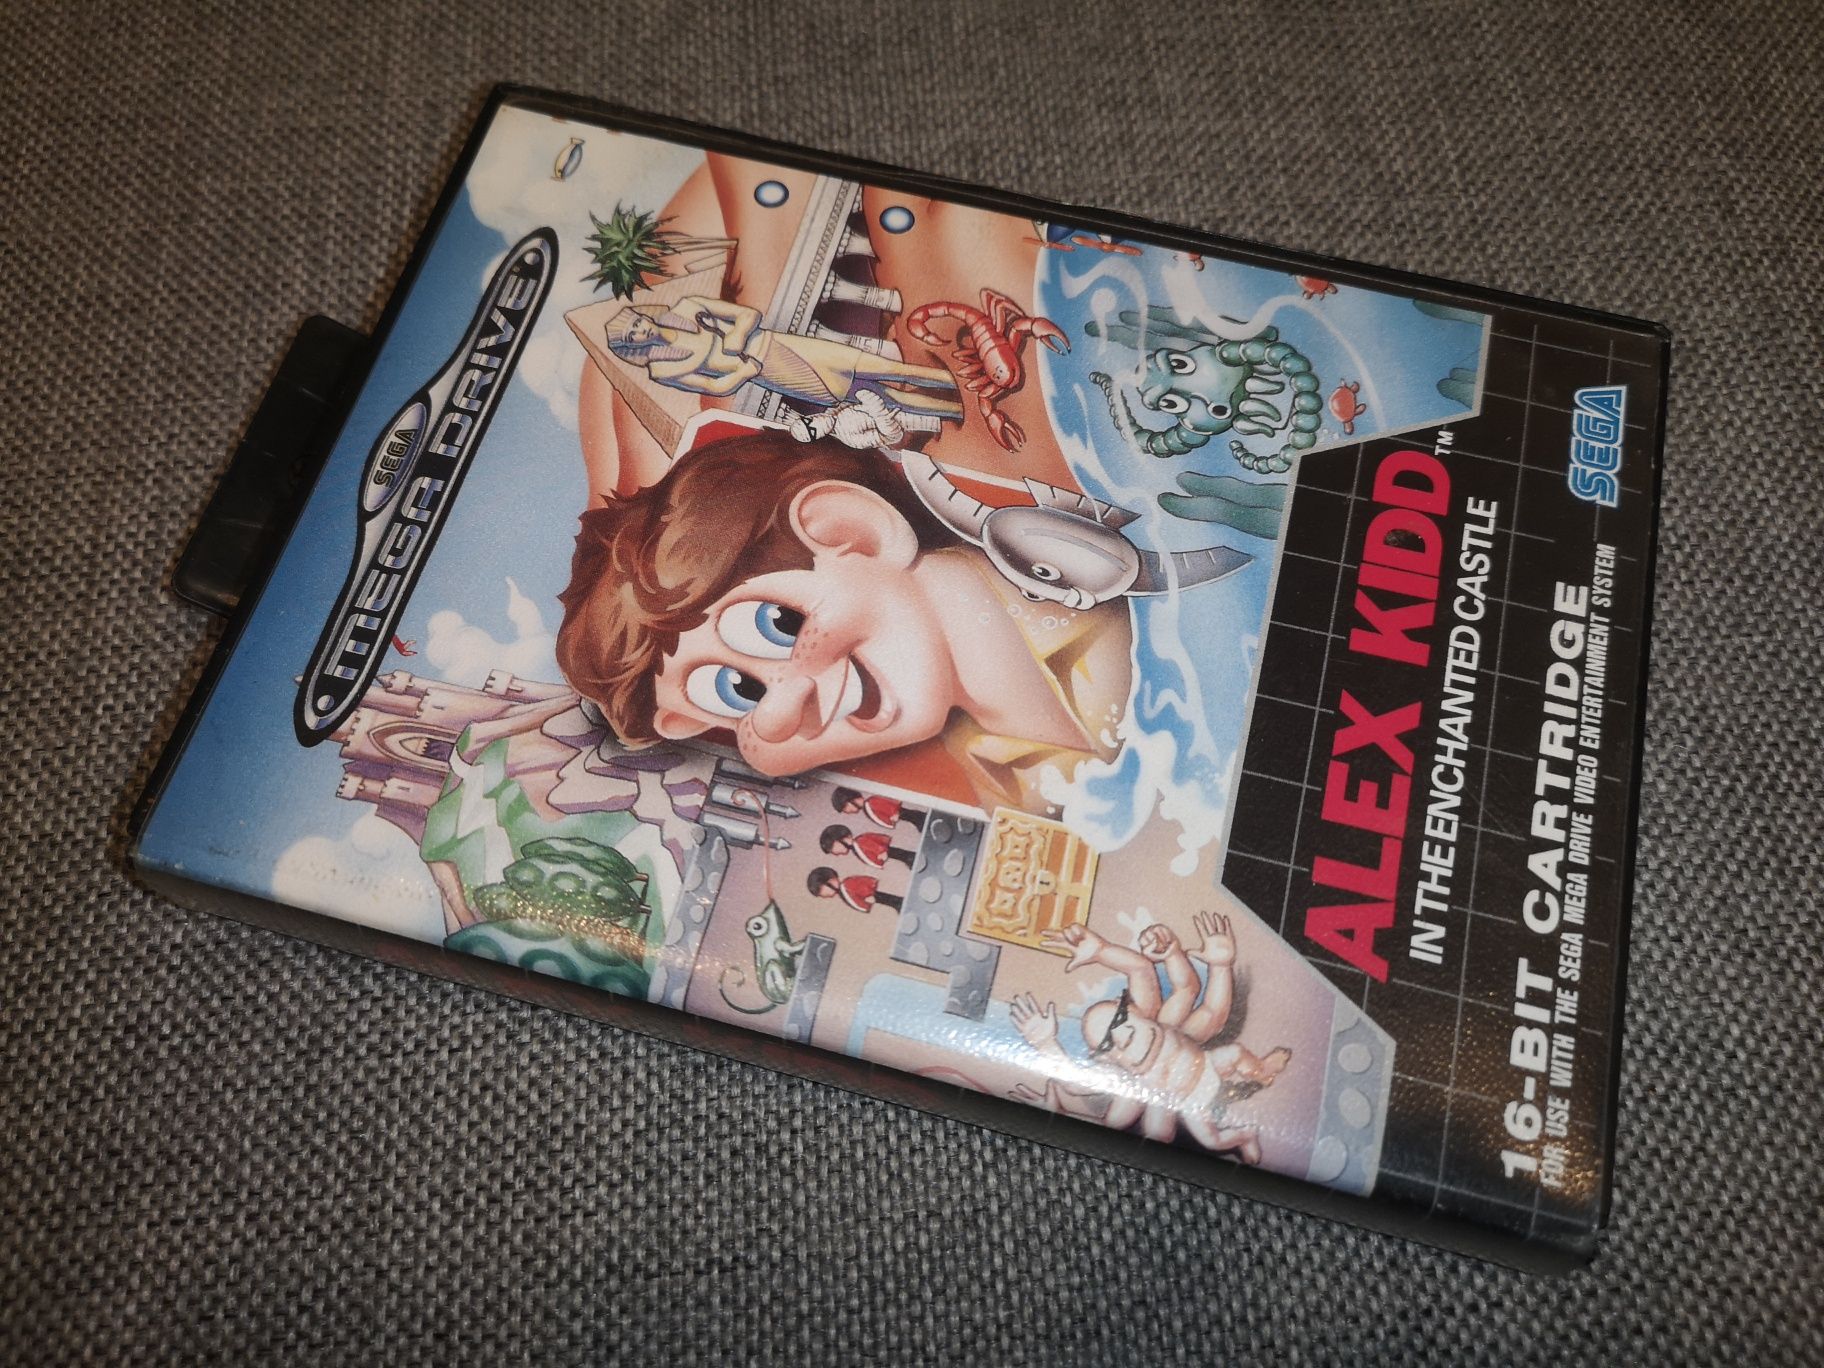 SEGA
MEGA DRIVE
ALEX KIDD™
IN THE ENCHANTED CASTLE
16-BIT CARTRIDGE
FOR USE WITH THE SEGA MEGA DRIVE VIDEO ENTERTAINMENT SYSTEM
SEGA